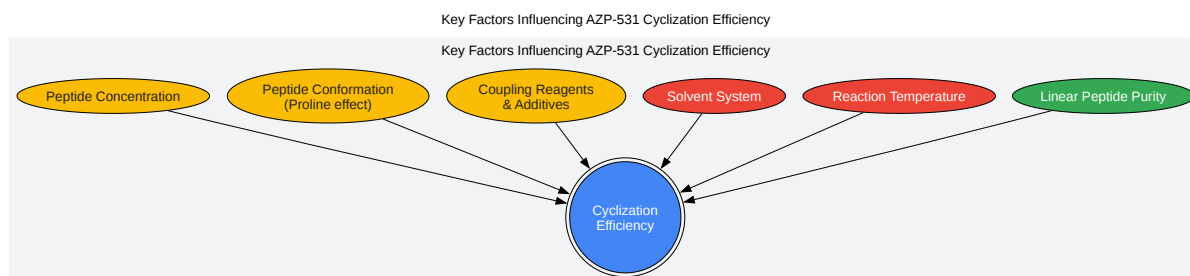 Key Factors Influencing AZP-531 Cyclization Efficiency
Key Factors Influencing AZP-531 Cyclization Efficiency
Peptide Concentration
Peptide Conformation
(Proline effect)
Coupling Reagents
& Additives
Solvent System
Reaction Temperature
Linear Peptide Purity
Cyclization
Efficiency